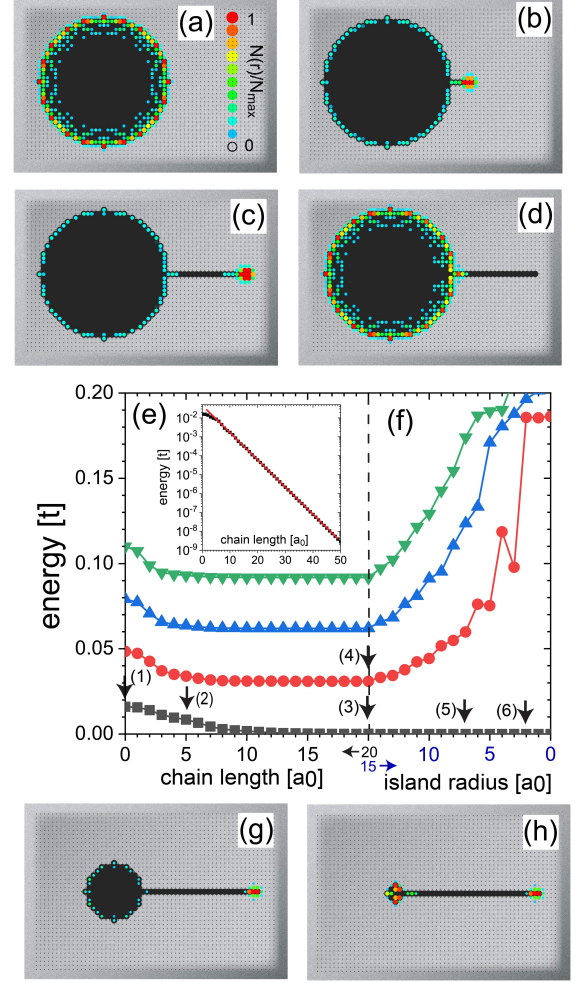 (a)
1
N(r)/Nmax
0
(b)
(c)
(d)
0.20
0.15
0.10
0.05
0.00
energy [t]
(e)
10-2
10-3
10-4
10-5
10-6
10-7
10-8
10-9
energy [t]
chain length [a0]
0 10 20 30 40 50
(f)
(1)
(2)
(4)
(3)
(5)
(6)
0 5 10 15 20 10 5 0
15
chain length [a0]
island radius [a0]
(g)
(h)